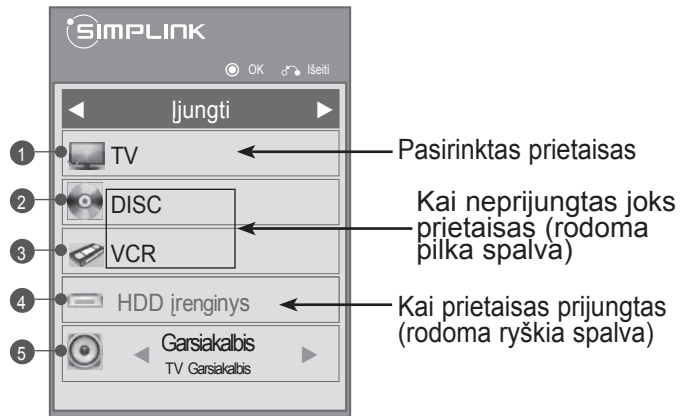 SIMPLINK
OK Išeiti
Įjungti
1 TV
Pasirinktas prietaisas
2 DISC
3 VCR
Kai neprijungtas joks
prietaisas (rodoma
pilka spalva)
4 HDD įrenginys
Kai prietaisas prijungtas
(rodoma ryškia spalva)
5 Garsiakalbis
TV Garsiakalbis